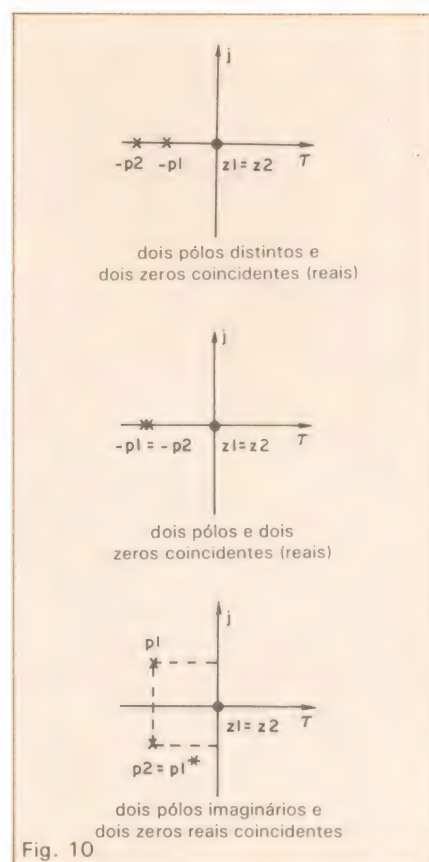 j
-p2 -p1 z1= z2 τ
dois pólos distintos e
dois zeros coincidentes (reais)
j
-p1 = -p2 z1= z2 τ
dois pólos e dois
zeros coincidentes (reais)
j
p1
z1= z2
p2 = p1*
dois pólos imaginários e
dois zeros reais coincidentes
Fig. 10